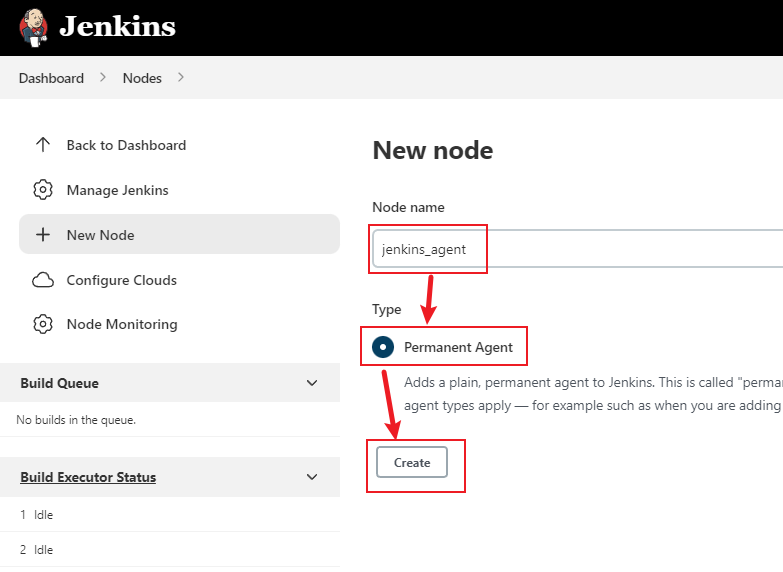 Jenkins
Dashboard
Nodes
Back to Dashboard
Manage Jenkins
New Node
Configure Clouds
Node Monitoring
Build Queue
No builds in the queue.
Build Executor Status
1 Idle
2 Idle
New node
Node name
jenkins_agent
Type
Permanent Agent
Adds a plain, permanent agent to Jenkins. This is called "perma
agent types apply — for example such as when you are adding
Create